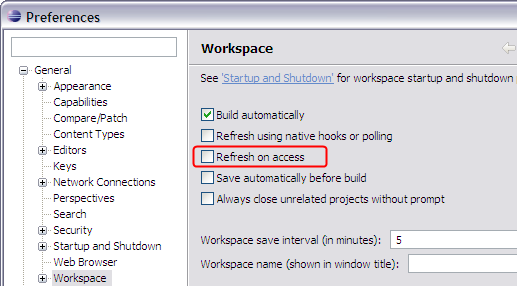 Preferences
General
Appearance
Capabilities
Compare/Patch
Content Types
Editors
Keys
Network Connections
Perspectives
Search
Security
Startup and Shutdown
Web Browser
Workspace
Workspace
See 'Startup and Shutdown' for workspace startup and shutdown
Build automatically
Refresh using native hooks or polling
Refresh on access
Save automatically before build
Always close unrelated projects without prompt
Workspace save interval (in minutes): 5
Workspace name (shown in window title):